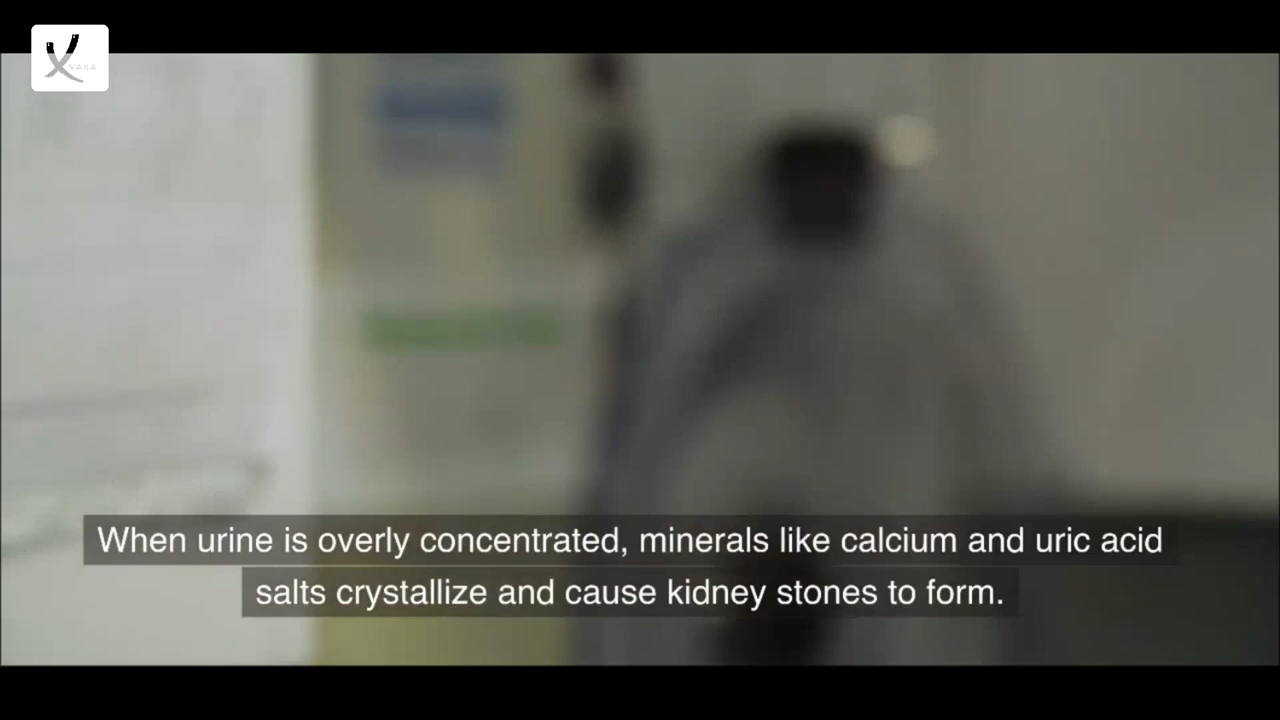 VAXA
When urine is overly concentrated, minerals like calcium and uric acid
salts crystallize and cause kidney stones to form.